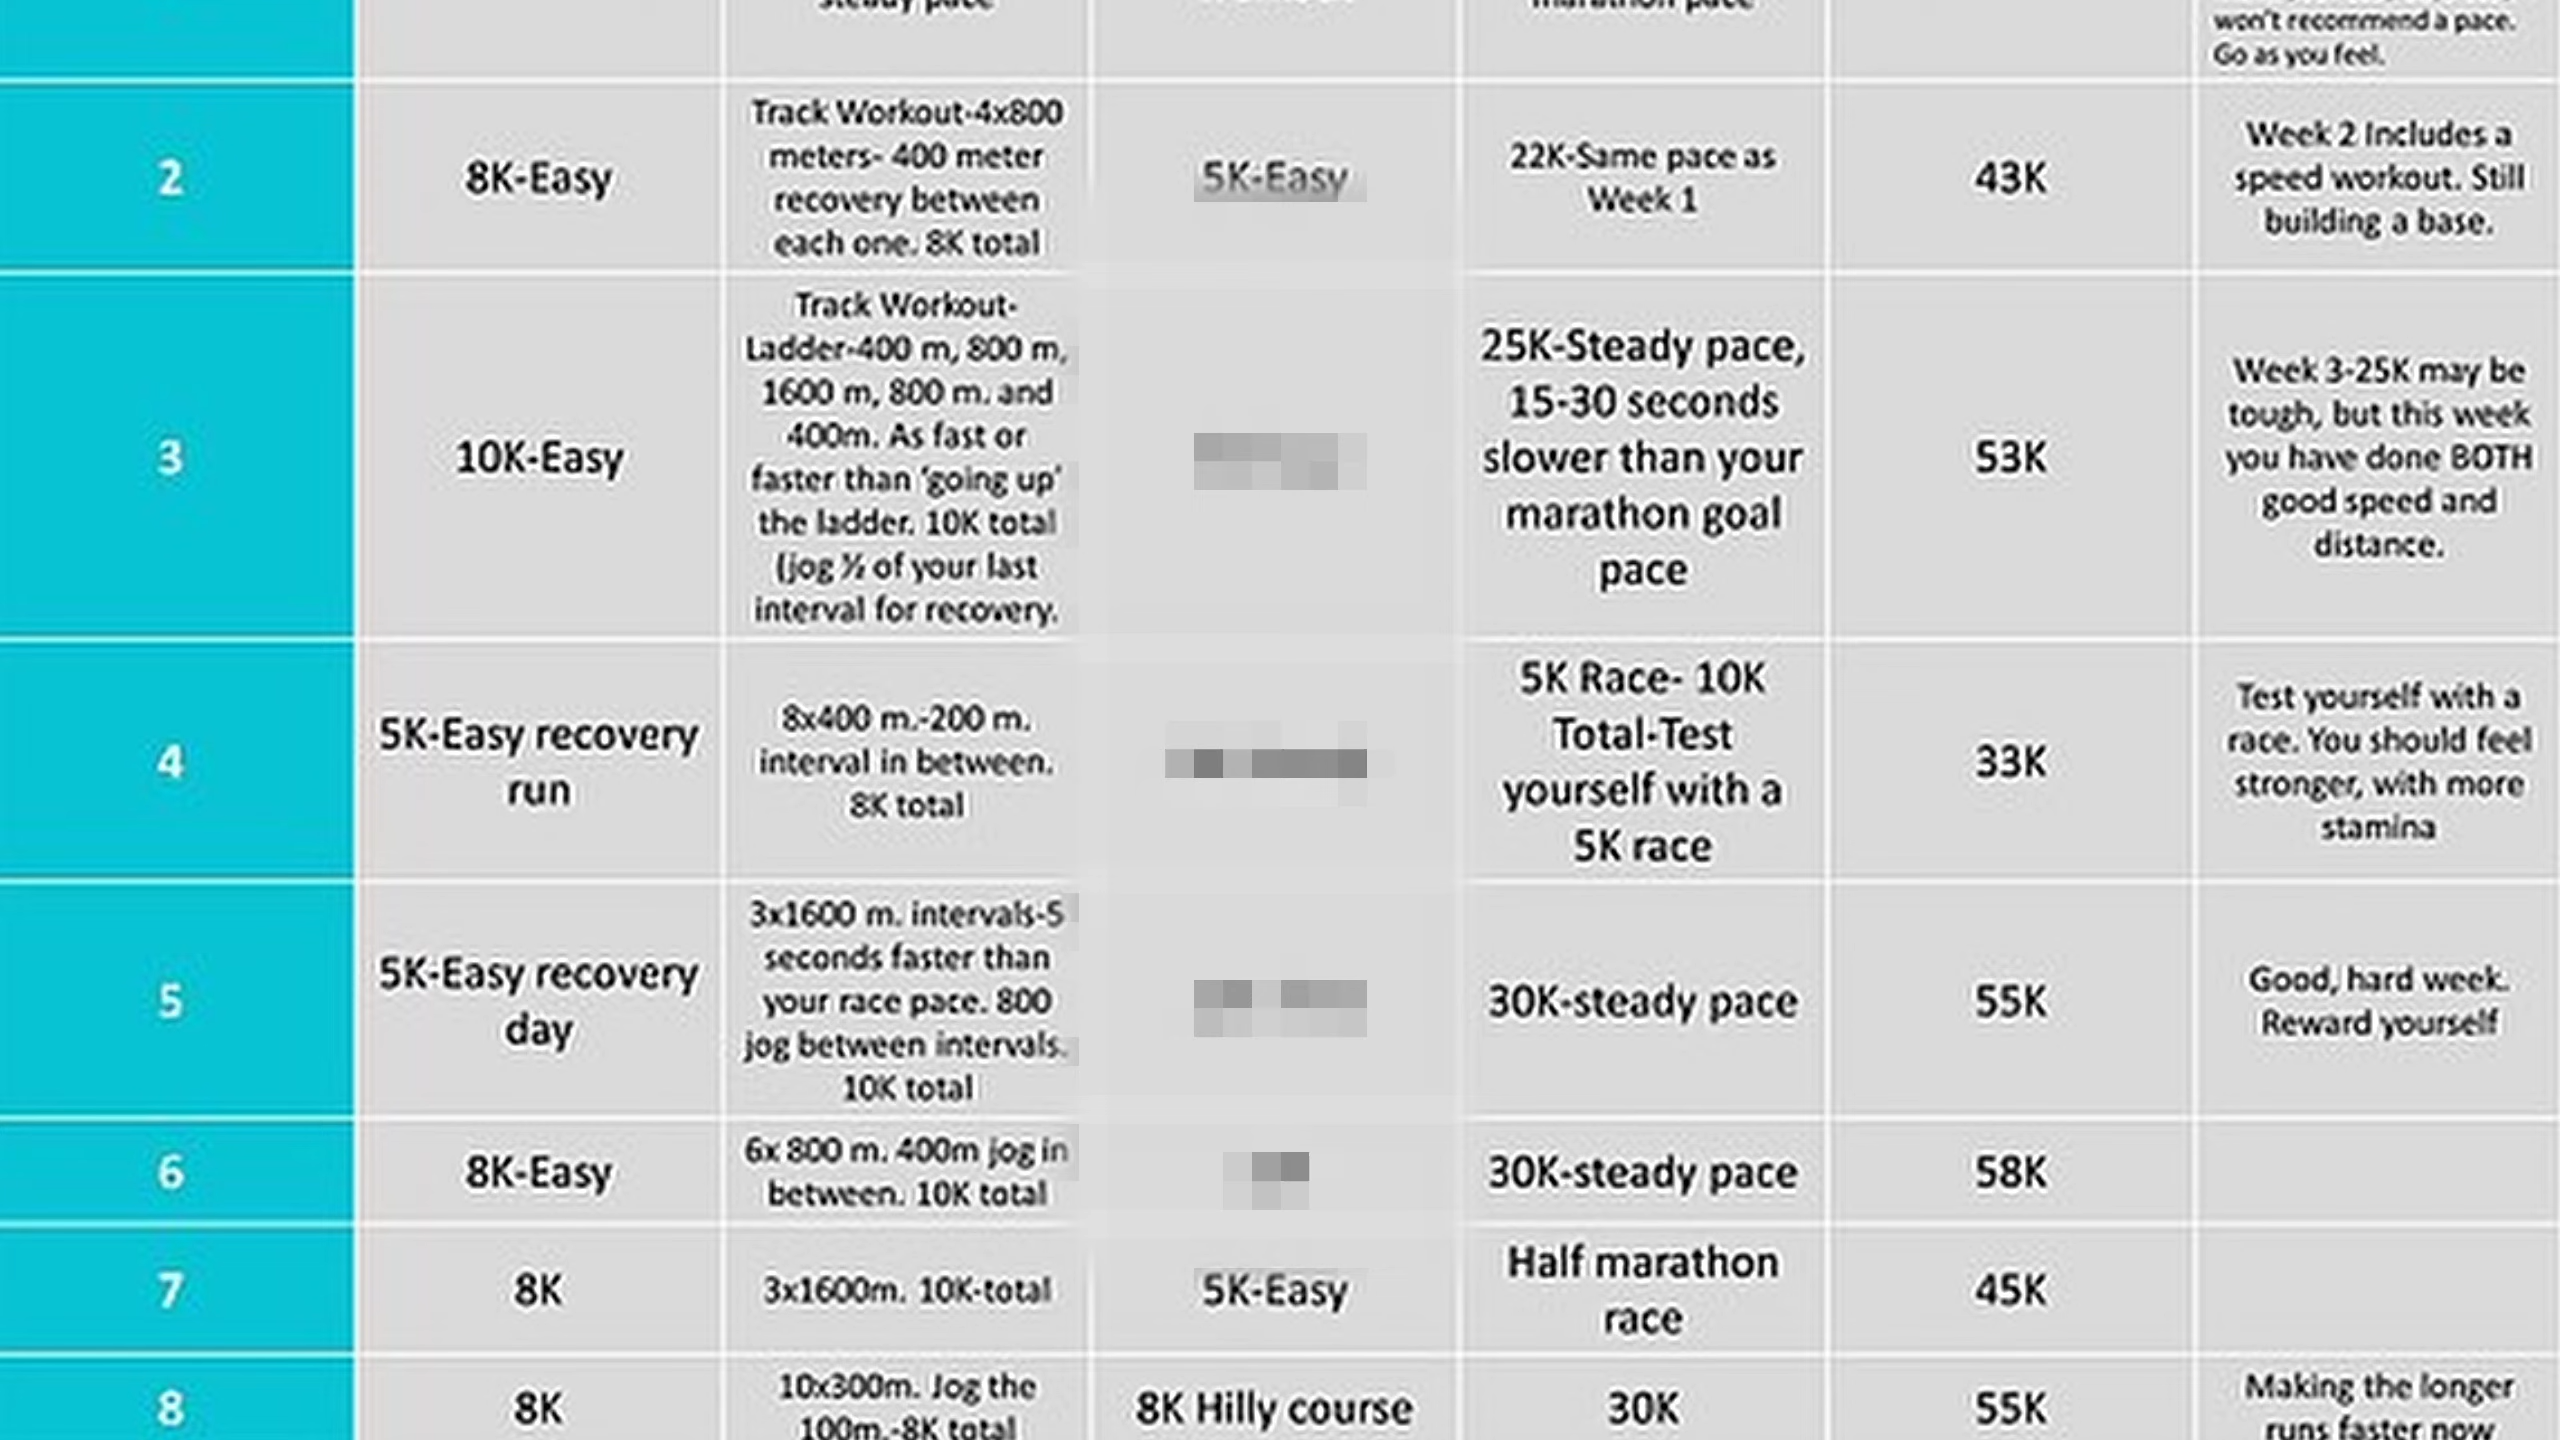 won't recommend a pace.
Go as you feel.
2
8K-Easy
Track Workout-4x800
meters- 400 meter
recovery between
each one. 8K total
5K-Easy
22K-Same pace as
Week 1
43K
Week 2 Includes a
speed workout. Still
building a base.
3
10K-Easy
Track Workout-
Ladder-400 m, 800 m,
1600 m, 800 m. and
400m. As fast or
faster than ‘going up’
the ladder. 10K total
(jog ½ of your last
interval for recovery.
25K-Steady pace,
15-30 seconds
slower than your
marathon goal
pace
53K
Week 3-25K may be
tough, but this week
you have done BOTH
good speed and
distance.
4
5K-Easy recovery
run
8x400 m.-200 m.
interval in between.
8K total
5K Race- 10K
Total-Test
yourself with a
5K race
33K
Test yourself with a
race. You should feel
stronger, with more
stamina
5
5K-Easy recovery
day
3x1600 m. intervals-5
seconds faster than
your race pace. 800
jog between intervals.
10K total
30K-steady pace
55K
Good, hard week.
Reward yourself
6
8K-Easy
6x 800 m. 400m jog in
between. 10K total
30K-steady pace
58K
7
8K
3x1600m. 10K-total
5K-Easy
Half marathon
race
45K
8
8K
10x300m. Jog the
100m.-8K total
8K Hilly course
30K
55K
Making the longer
runs faster now